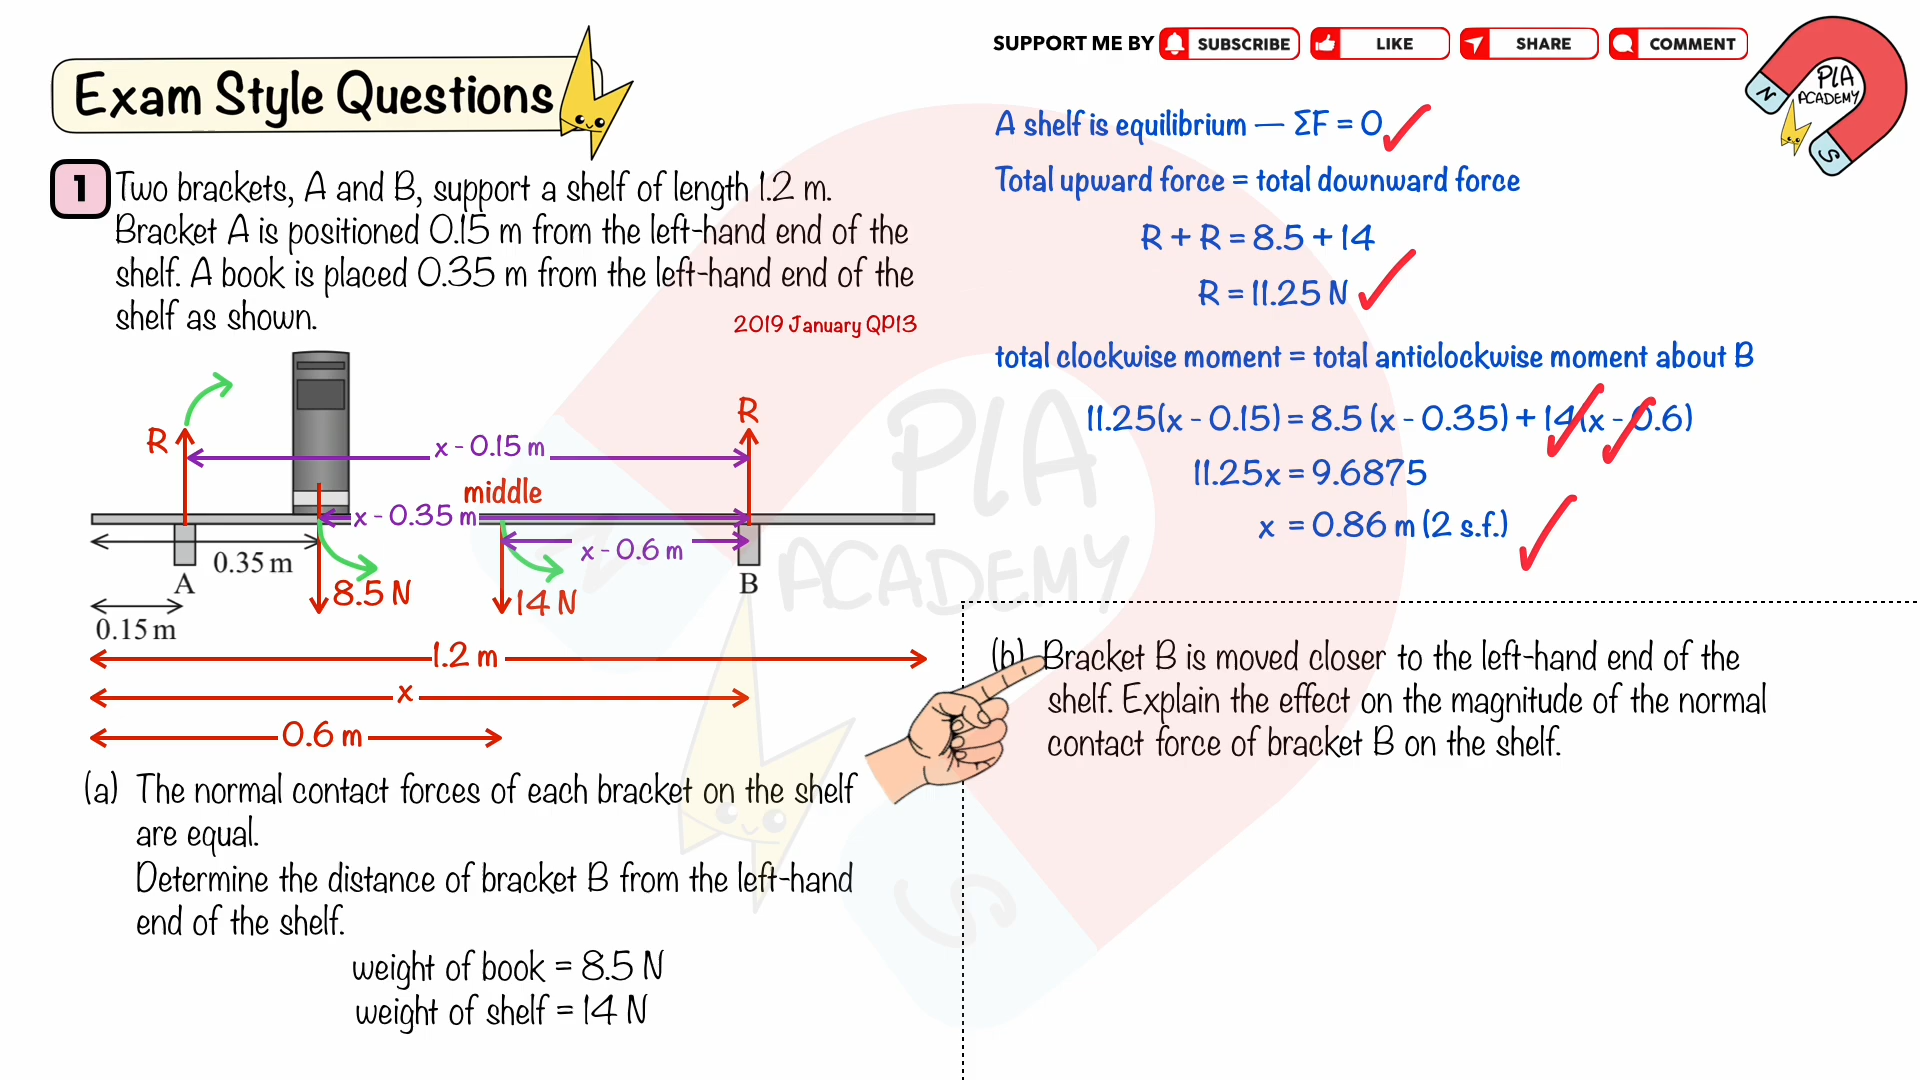 SUPPORT ME BY SUBSCRIBE LIKE SHARE COMMENT
PLA
ACADEMY
N
S
Exam Style Questions
1 Two brackets, A and B, support a shelf of length 1.2 m.
Bracket A is positioned 0.15 m from the left-hand end of the
shelf. A book is placed 0.35 m from the left-hand end of the
shelf as shown.
2019 January QP13
R
R
x - 0.15 m
middle
x - 0.35 m
x - 0.6 m
0.35 m
A
8.5 N
14 N
B
0.15 m
1.2 m
x
0.6 m
(a) The normal contact forces of each bracket on the shelf
are equal.
Determine the distance of bracket B from the left-hand
end of the shelf.
weight of book = 8.5 N
weight of shelf = 14 N
A shelf is equilibrium — ΣF = 0
Total upward force = total downward force
R + R = 8.5 + 14
R = 11.25 N
total clockwise moment = total anticlockwise moment about B
11.25(x - 0.15) = 8.5 (x - 0.35) + 14 (x - 0.6)
11.25x = 9.6875
x = 0.86 m (2 s.f.)
(b) Bracket B is moved closer to the left-hand end of the
shelf. Explain the effect on the magnitude of the normal
contact force of bracket B on the shelf.
PLA
ACADEMY
S